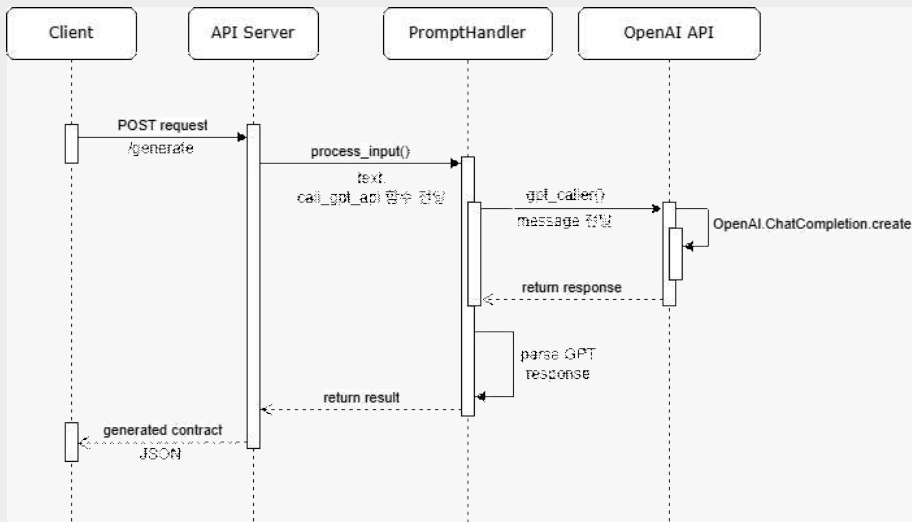 Client
API Server
PromptHandler
OpenAI API
POST request
/generate
process_input()
text,
call_gpt_api 함수 전달
gpt_caller()
message 전달
OpenAI.ChatCompletion.create
return response
parse GPT
response
return result
generated contract
JSON